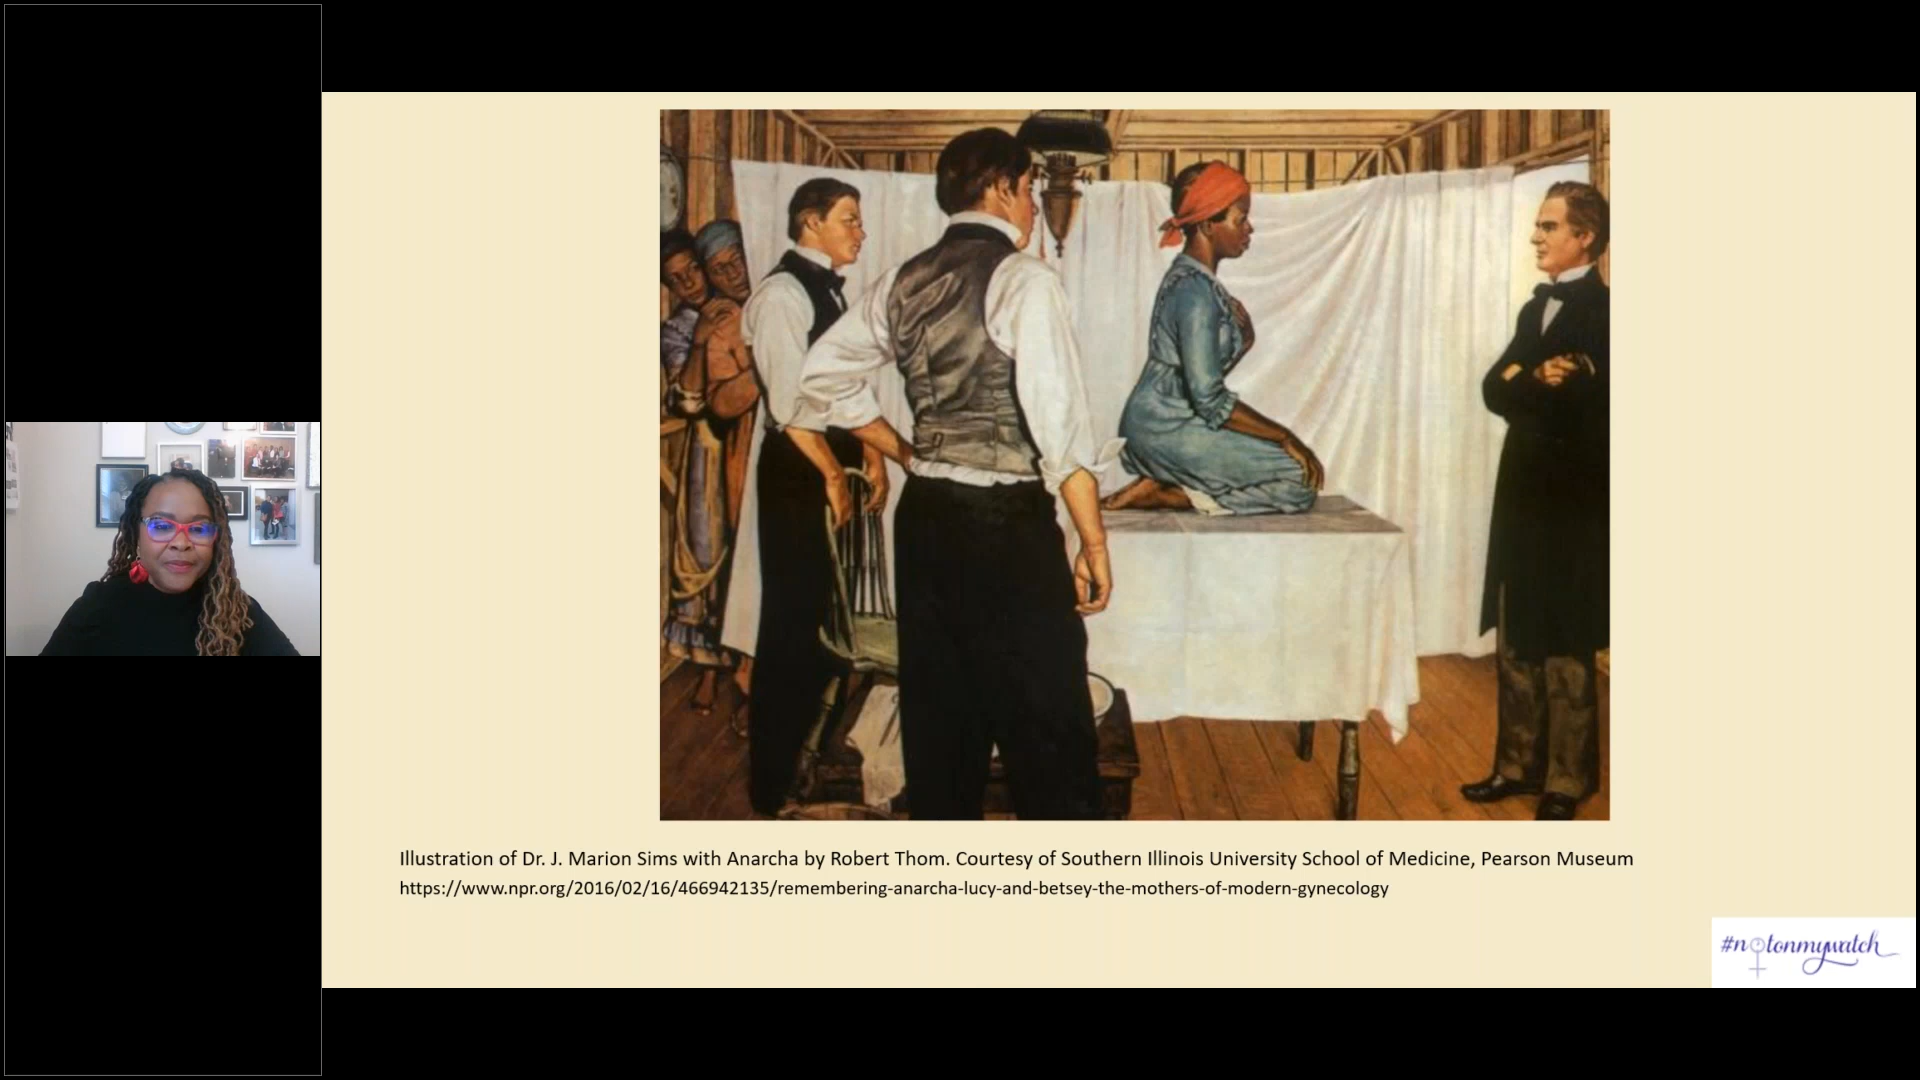 Illustration of Dr. J. Marion Sims with Anarcha by Robert Thom. Courtesy of Southern Illinois University School of Medicine, Pearson Museum
https://www.npr.org/2016/02/16/466942135/remembering-anarcha-lucy-and-betsey-the-mothers-of-modern-gynecology
#notonmywatch